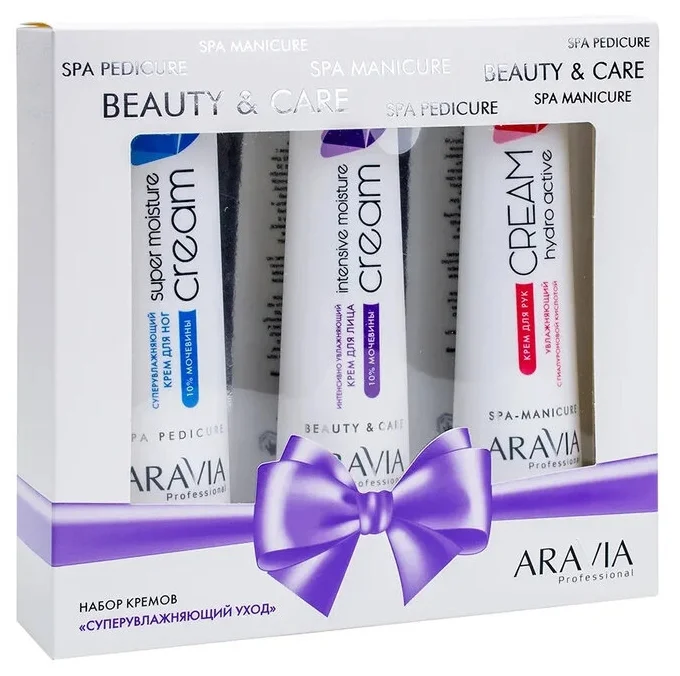 SPA PEDICURE
SPA MANICURE
SPA PEDICURE
SPA MANICURE
BEAUTY & CARE
BEAUTY & CARE
SPA PEDICURE
SPA MANICURE
super moisture
cream
СУПЕРУВЛАЖНЯЮЩИЙ
КРЕМ ДЛЯ НОГ
10% МОЧЕВИНЫ
SPA PEDICURE
ARAVIA
Professional
intensive moisture
cream
ИНТЕНСИВНО УВЛАЖНЯЮЩИЙ
КРЕМ ДЛЯ ЛИЦА
10% МОЧЕВИНЫ
BEAUTY & CARE
ARAVIA
CREAM
hydro active
КРЕМ ДЛЯ РУК
УВЛАЖНЯЮЩИЙ
С ГИАЛУРОНОВОЙ КИСЛОТОЙ
SPA-MANICURE
ARAVIA
Professional
ARAVIA
Professional
НАБОР КРЕМОВ
«СУПЕРУВЛАЖНЯЮЩИЙ УХОД»